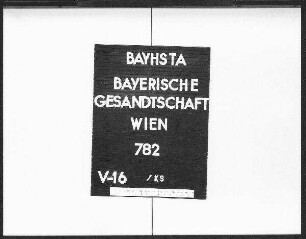 BAYHSTA
BAYERISCHE
GESANDTSCHAFT
WIEN
782
V-16 /KS